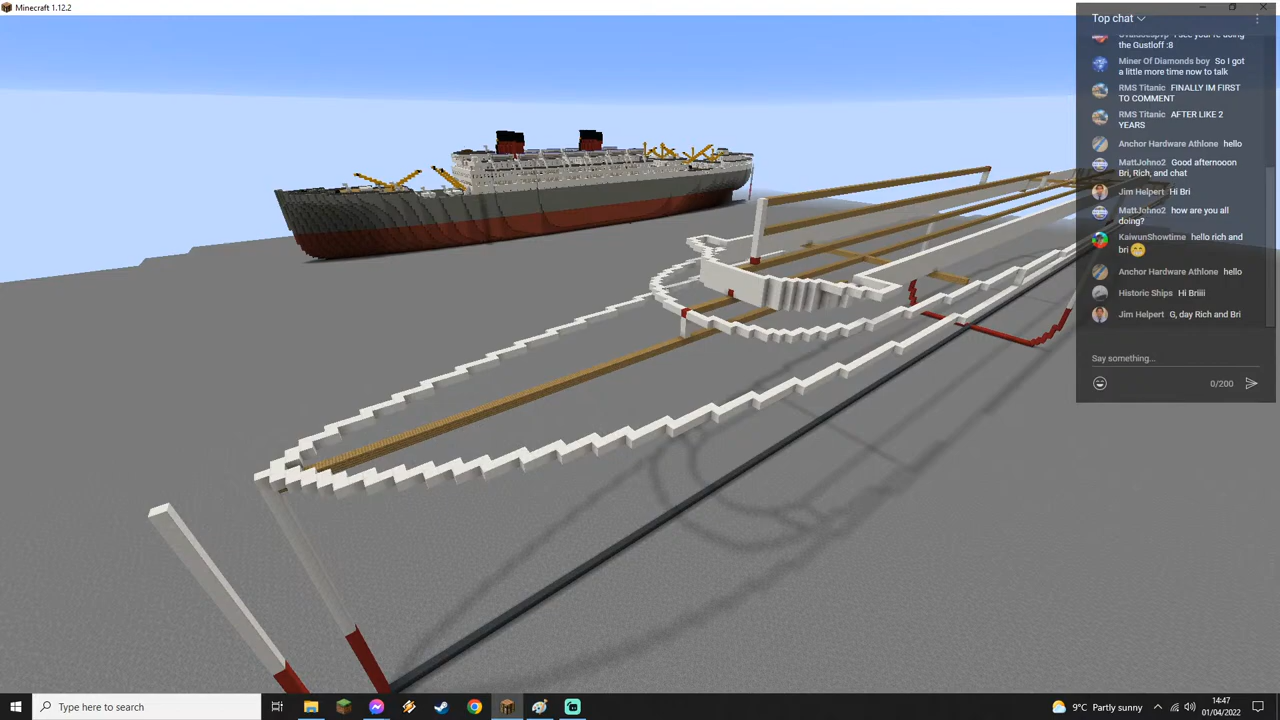 Minecraft 1.12.2
Top chat
I see you're doing
the Gustloff :8
Miner Of Diamonds boy So I got
a little more time now to talk
RMS Titanic FINALLY IM FIRST
TO COMMENT
RMS Titanic AFTER LIKE 2
YEARS
Anchor Hardware Athlone hello
MattJohno2 Good afternooon
Bri, Rich, and chat
Jim Helpert Hi Bri
MattJohno2 how are you all
doing?
KaiwunShowtime hello rich and
bri 😁
Anchor Hardware Athlone hello
Historic Ships Hi Briiii
Jim Helpert G, day Rich and Bri
Say something...
0/200
Type here to search
9°C Partly sunny
14:47
01/04/2022